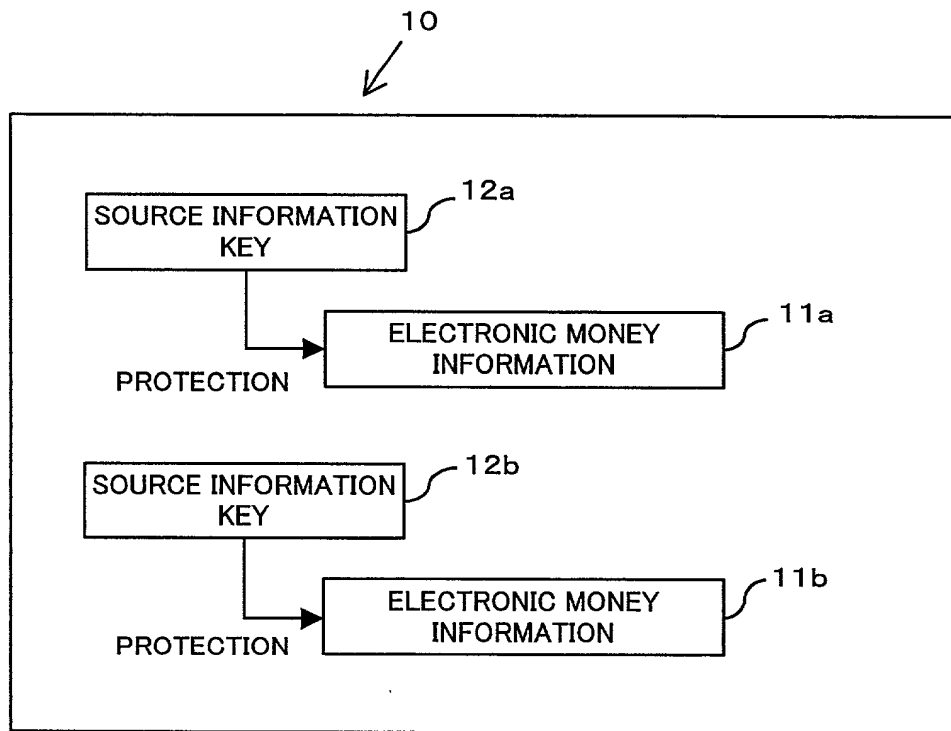 10
12a
SOURCE INFORMATION
KEY
11a
ELECTRONIC MONEY
INFORMATION
PROTECTION
12b
SOURCE INFORMATION
KEY
11b
ELECTRONIC MONEY
INFORMATION
PROTECTION